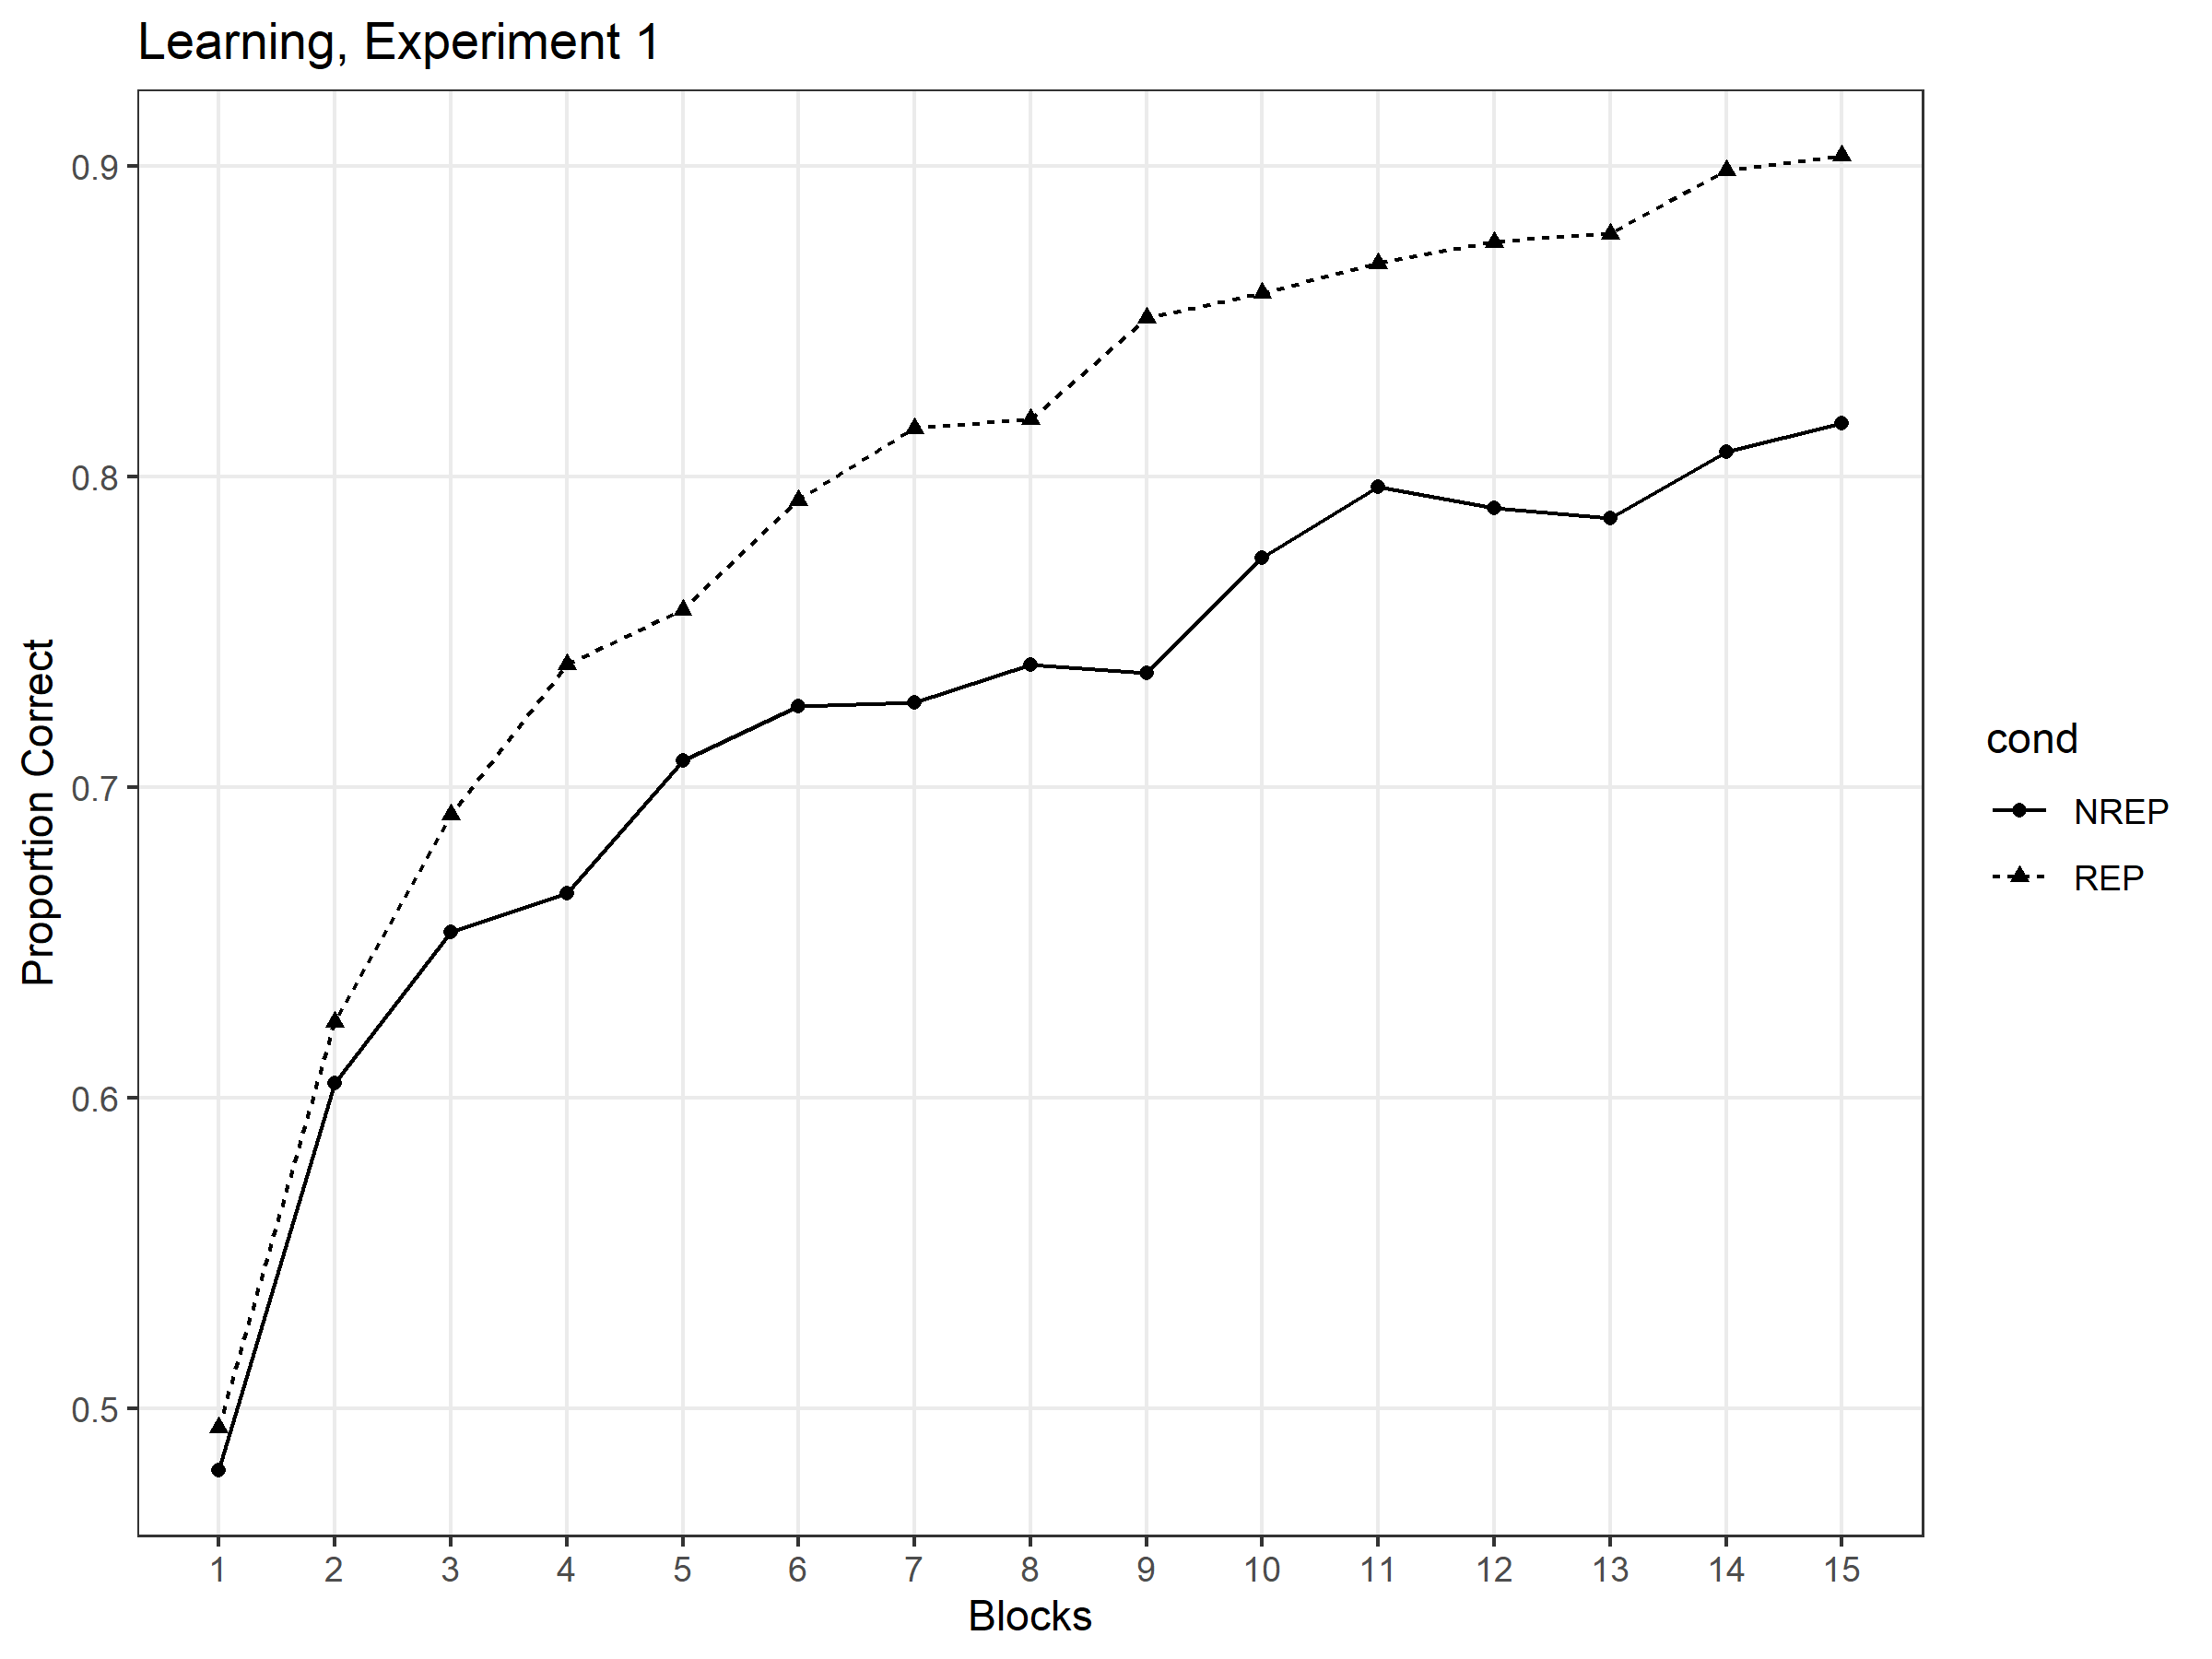 Learning, Experiment 1
Proportion Correct
0.9
0.8
0.7
0.6
0.5
1 2 3 4 5 6 7 8 9 10 11 12 13 14 15
Blocks
cond
NREP
REP